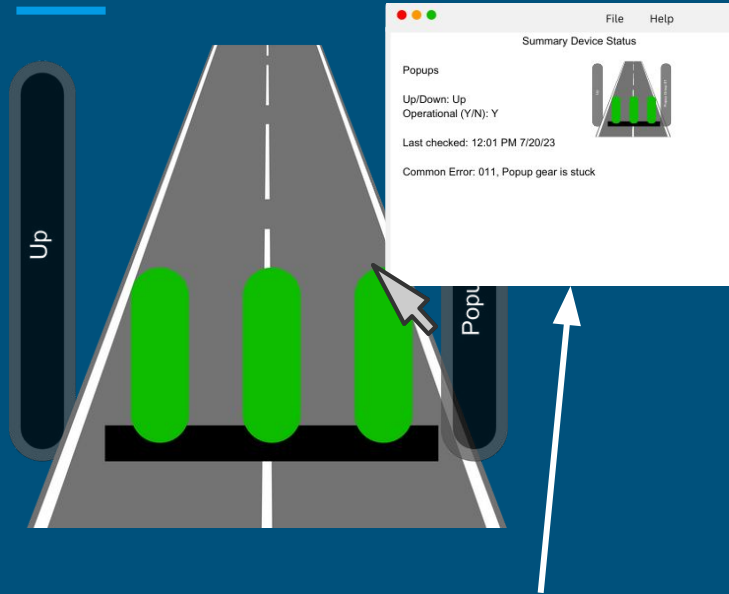 File Help
Summary Device Status
Popups
Up/Down: Up
Operational (Y/N): Y
Last checked: 12:01 PM 7/20/23
Common Error: 011, Popup gear is stuck
Up
Popu